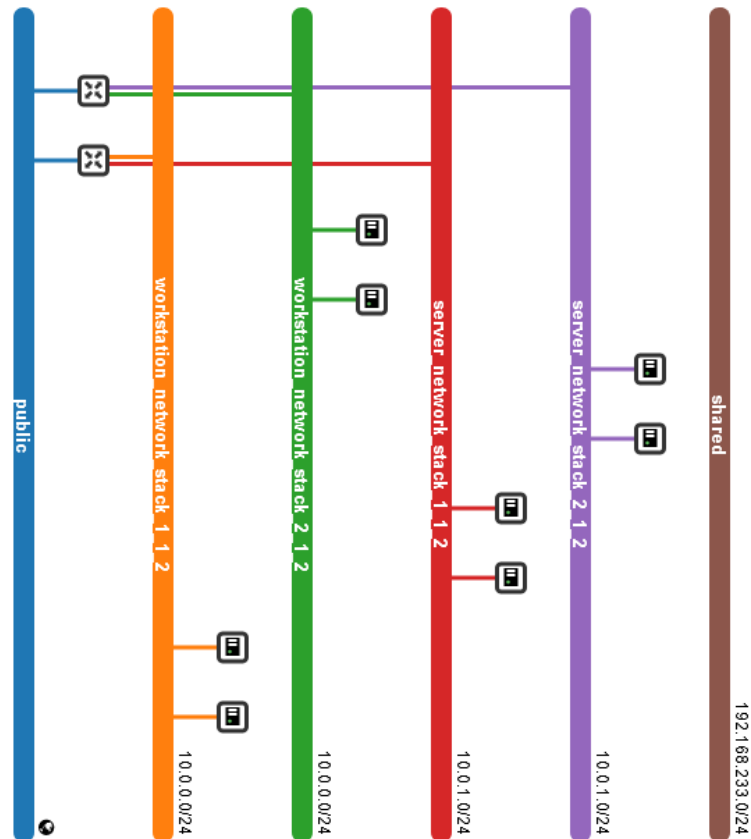 public
workstation_network_stack_1_1_2
10.0.0.0/24
workstation_network_stack_2_1_2
10.0.0.0/24
server_network_stack_1_1_2
10.0.1.0/24
server_network_stack_2_1_2
10.0.1.0/24
shared
192.168.233.0/24